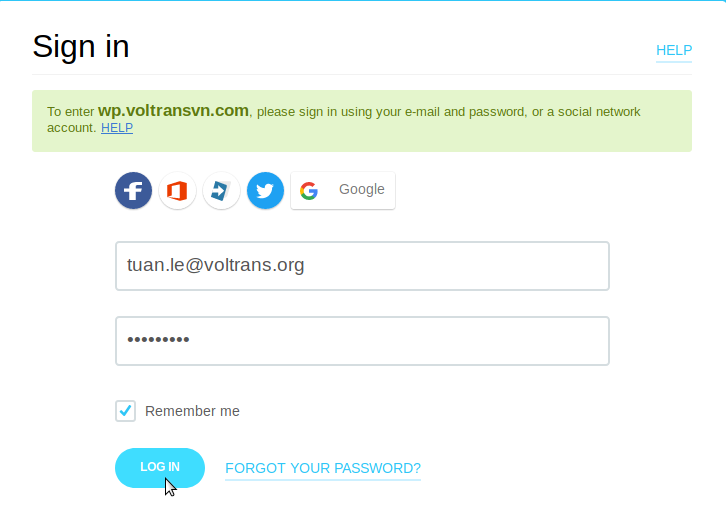 Sign in
HELP
To enter wp.voltransvn.com, please sign in using your e-mail and password, or a social network
account. HELP
Google
tuan.le@voltrans.org
•••••••••
Remember me
LOG IN
FORGOT YOUR PASSWORD?